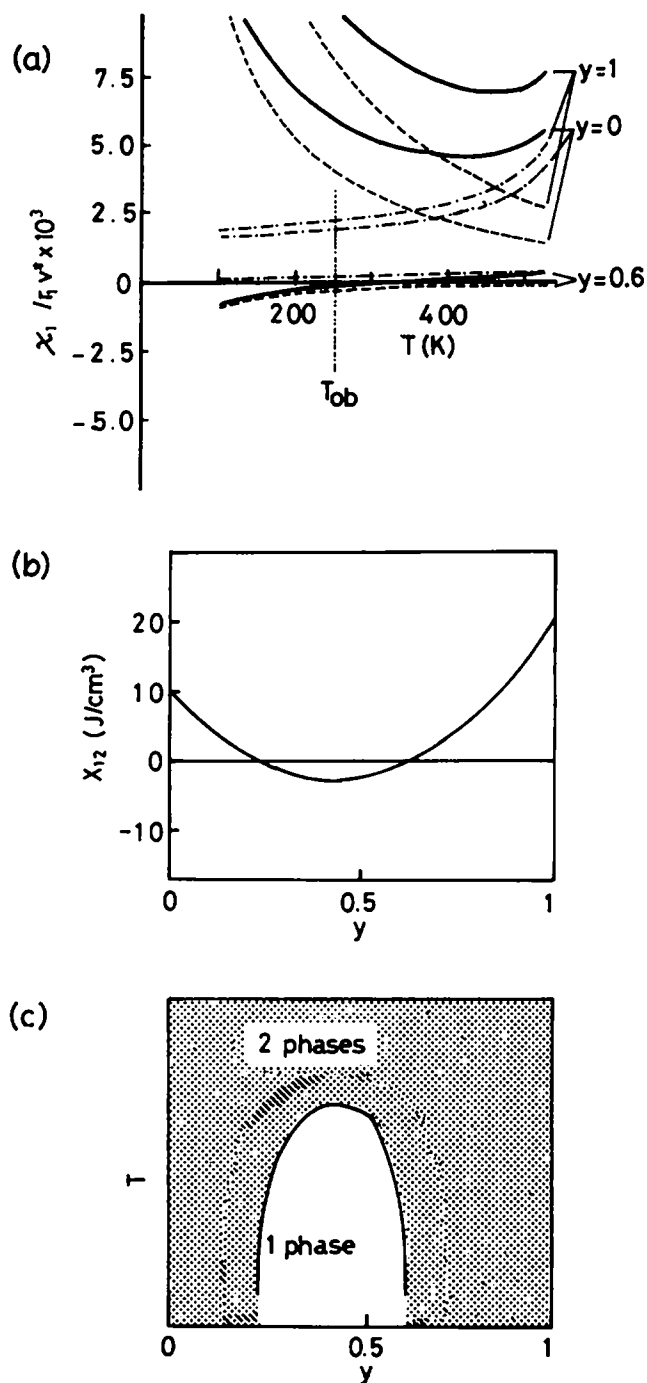 (a)
7.5
5.0
2.5
0
-2.5
-5.0
χ₁ /r₁ v* × 10³
200
400
T (K)
Tob
y=1
y=0
y=0.6
(b)
20
10
0
-10
X₁₂ (J/cm³)
0
0.5
1
y
(c)
2 phases
1 phase
T
0
0.5
1
y